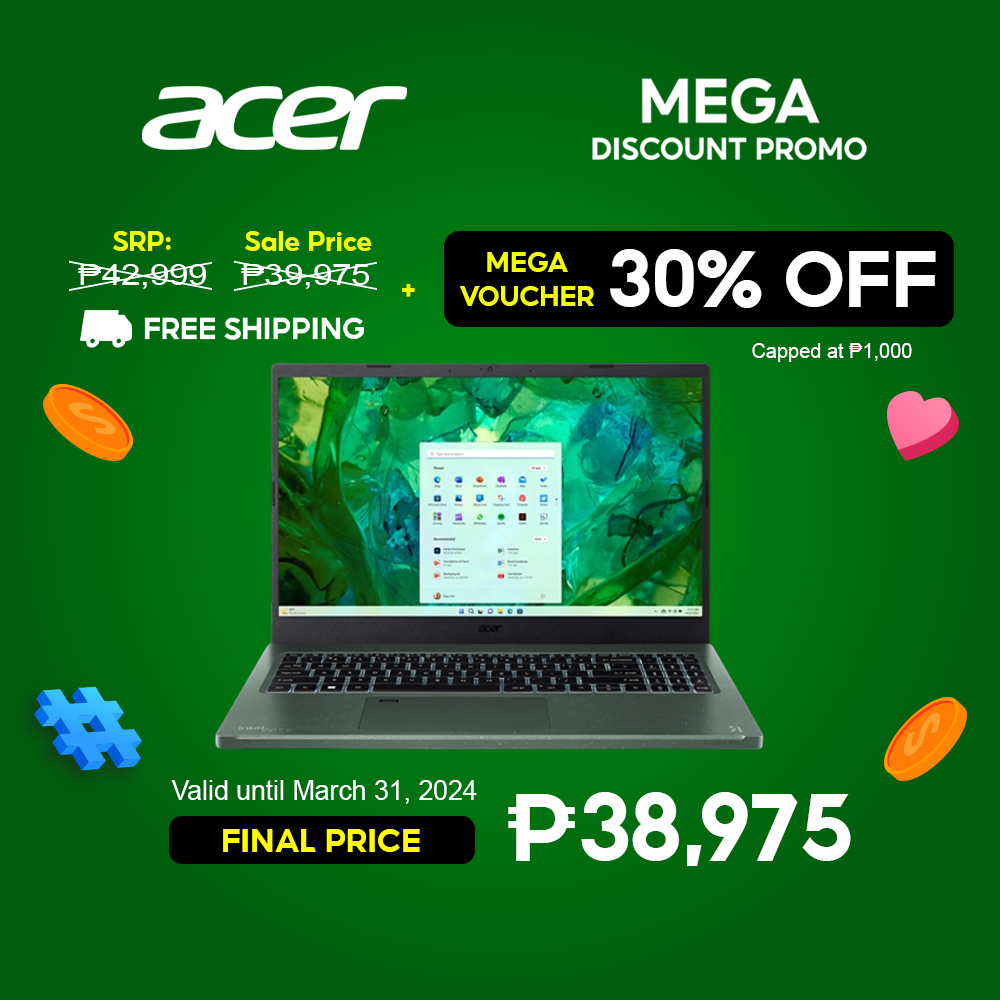 acer
MEGA
DISCOUNT PROMO
SRP:
₱42,999
Sale Price
₱39,975
+
MEGA
VOUCHER
30% OFF
FREE SHIPPING
Capped at ₱1,000
acer
Valid until March 31, 2024
FINAL PRICE
₱38,975